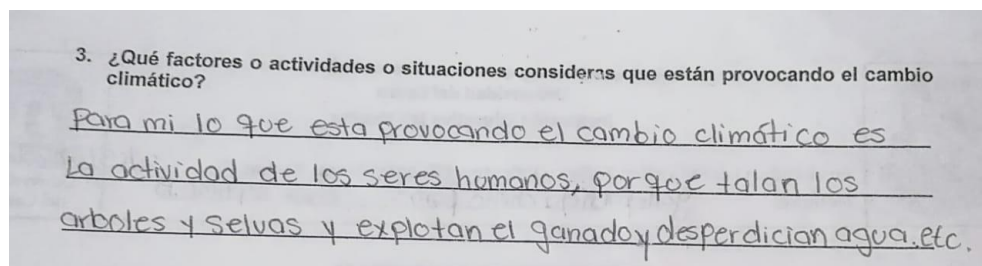 3. ¿Qué factores o actividades o situaciones consideras que están provocando el cambio
climático?
Para mi lo que esta provocando el cambio climático es
La actividad de los seres humanos, porque talan los
arboles y selvas y explotan el ganado y desperdician agua.etc.